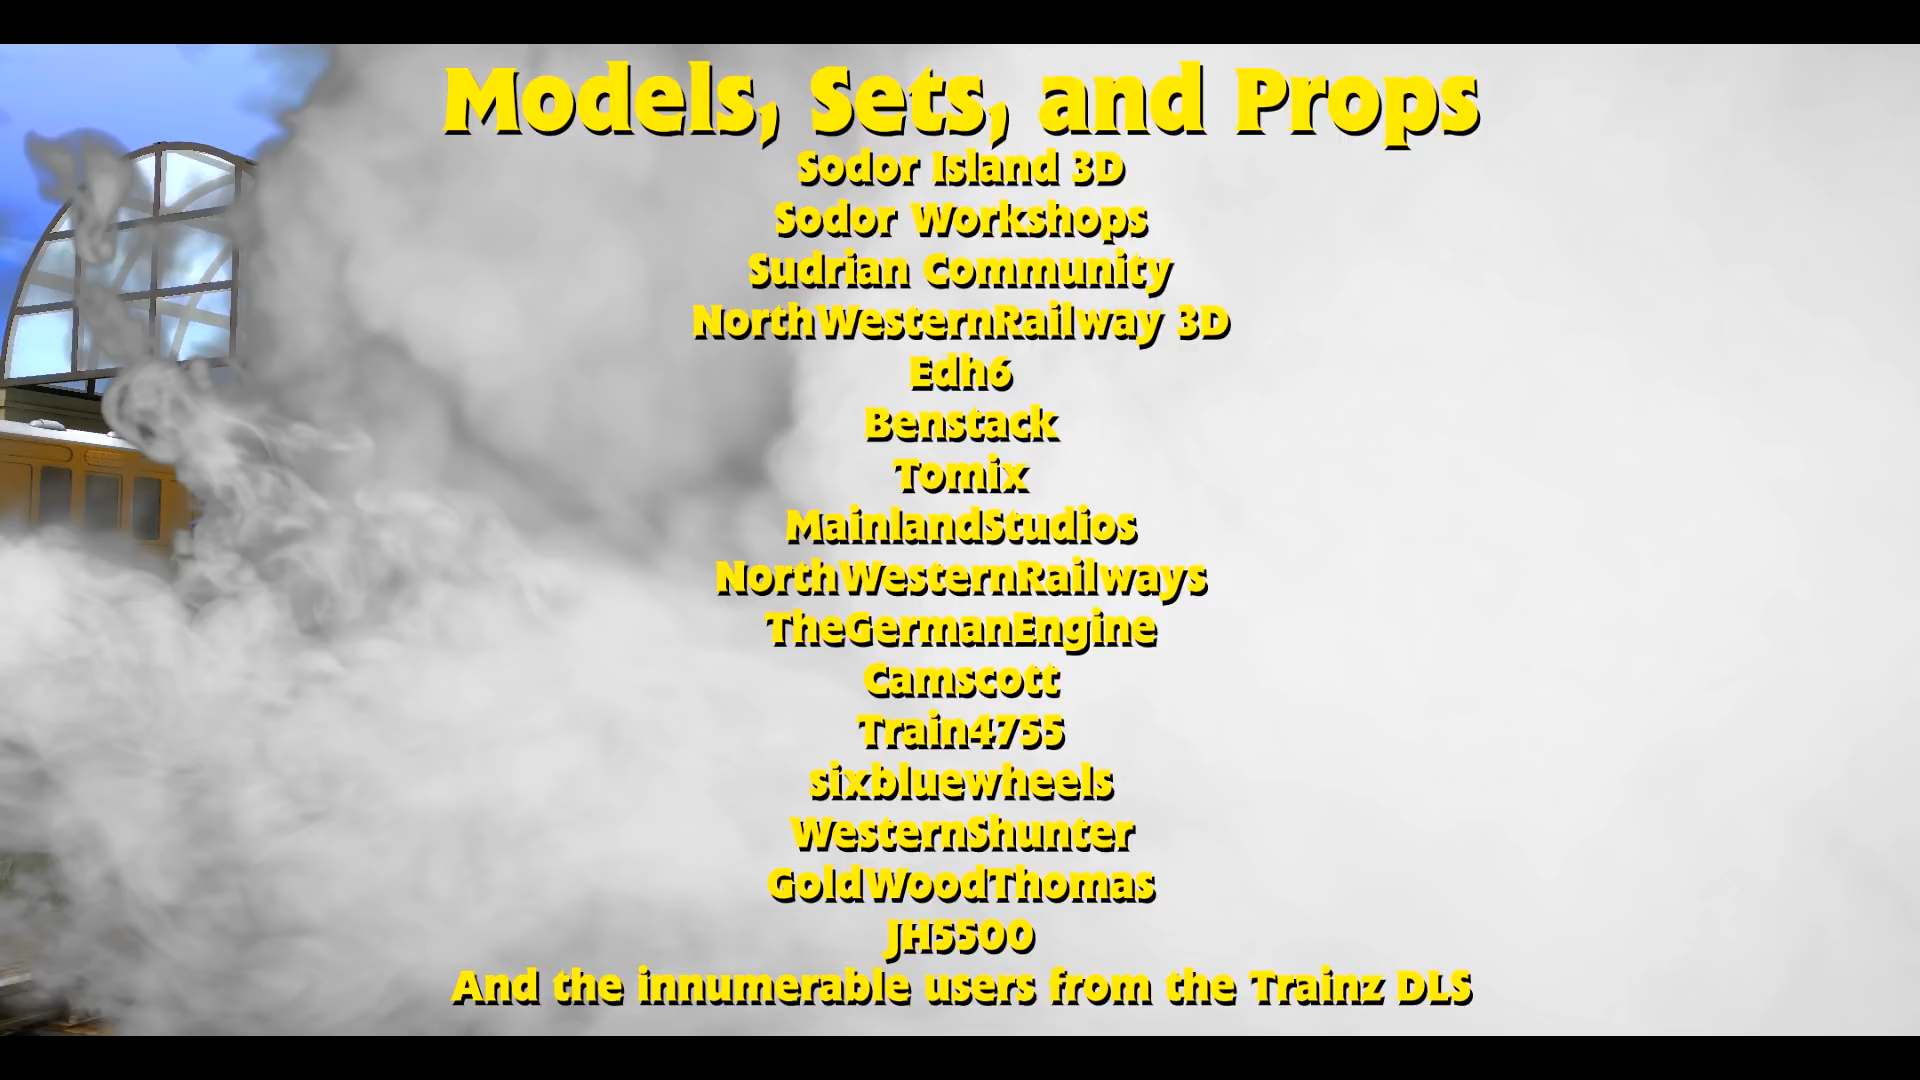 Models, Sets, and Props
Sodor Island 3D
Sodor Workshops
Sudrian Community
NorthWesternRailway 3D
Edh6
Benstack
Tomix
MainlandStudios
NorthWesternRailways
TheGermanEngine
Camscott
Train4755
sixbluewheels
WesternShunter
GoldWoodThomas
JH5500
And the innumerable users from the Trainz DLS